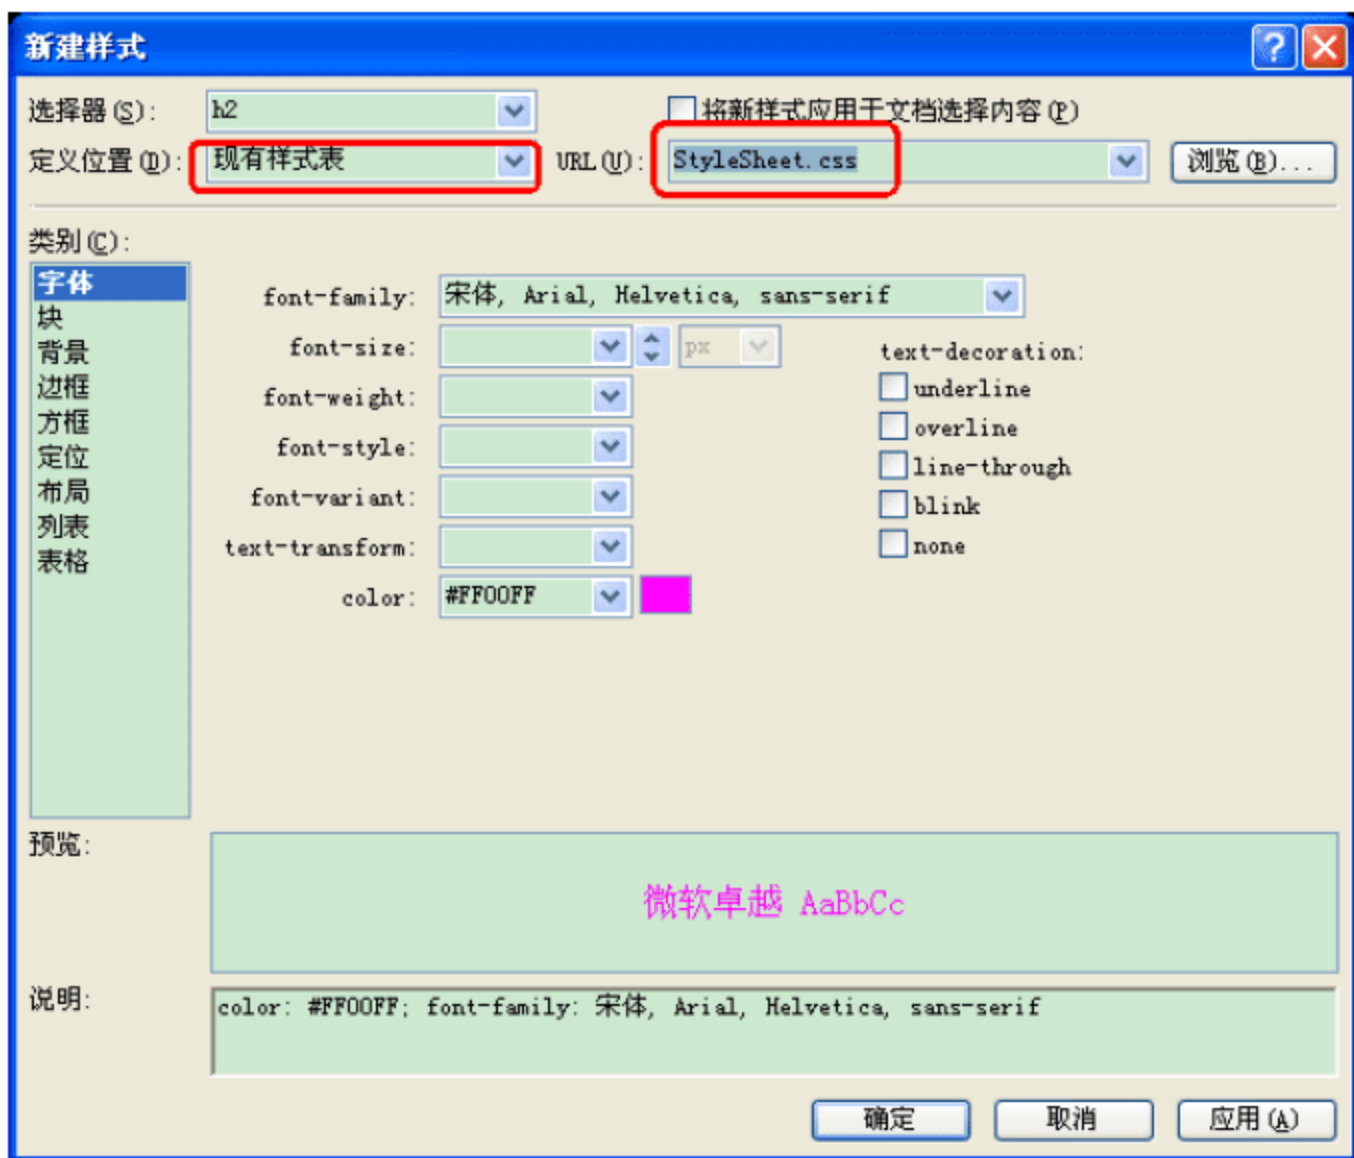 新建样式
选择器(S): h2 将新样式应用于文档选择内容(P)
定义位置(D): 现有样式表 URL(U): StyleSheet.css 浏览(B)...
类别(C):
字体
块
背景
边框
方框
定位
布局
列表
表格
font-family: 宋体, Arial, Helvetica, sans-serif
font-size: px
font-weight:
font-style:
font-variant:
text-transform:
color: #FF00FF
text-decoration:
underline
overline
line-through
blink
none
预览:
微软卓越 AaBbCc
说明:
color: #FF00FF; font-family: 宋体, Arial, Helvetica, sans-serif
确定 取消 应用(A)